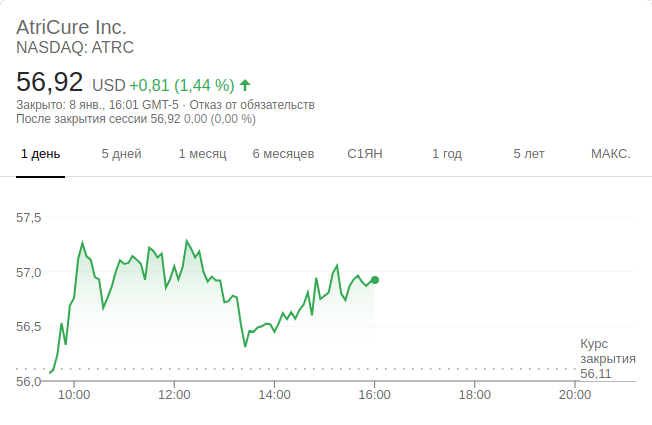 AtriCure Inc.
NASDAQ: ATRC
56,92 USD +0,81 (1,44 %)
Закрыто: 8 янв., 16:01 GMT-5 · Отказ от обязательств
После закрытия сессии 56,92 0,00 (0,00 %)
1 день 5 дней 1 месяц 6 месяцев С1ЯН 1 год 5 лет МАКС.
57,5
57,0
56,5
Курс
закрытия
56,11
56,0
10:00 12:00 14:00 16:00 18:00 20:00